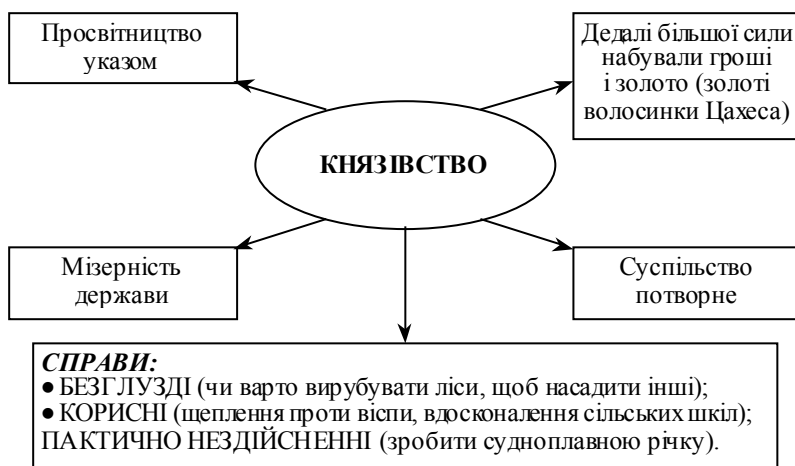 Просвітництво
указом
Дедалі більшої сили
набували гроші
і золото (золоті
волосинки Цахеса)
КНЯЗІВСТВО
Мізерність
держави
Суспільство
потворне
СПРАВИ:
● БЕЗГЛУЗДІ (чи варто вирубувати ліси, щоб насадити інші);
● КОРИСНІ (щеплення проти віспи, вдосконалення сільських шкіл);
ПАКТИЧНО НЕЗДІЙСНЕННІ (зробити судноплавною річку).